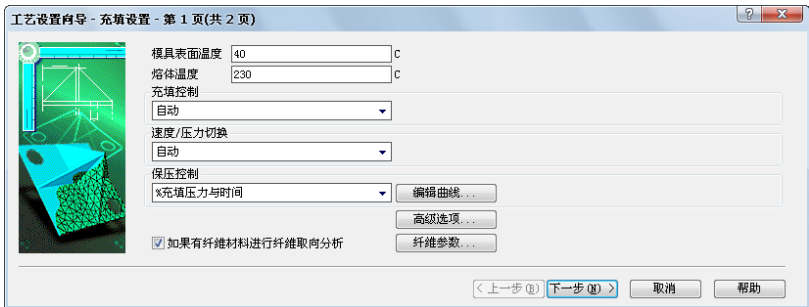 工艺设置向导 - 充填设置 - 第 1 页(共 2 页)
模具表面温度 40 C
熔体温度 230 C
充填控制
自动
速度/压力切换
自动
保压控制
%充填压力与时间 编辑曲线...
高级选项...
如果有纤维材料进行纤维取向分析 纤维参数...
< 上一步(B) 下一步(N) > 取消 帮助